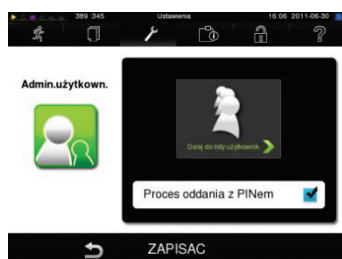 389 :345 Ustawienia 16:06 2011-06-30
Admin.użytkown.
Dalej do listy użytkownik.
Proces oddania z PINem
ZAPISAC